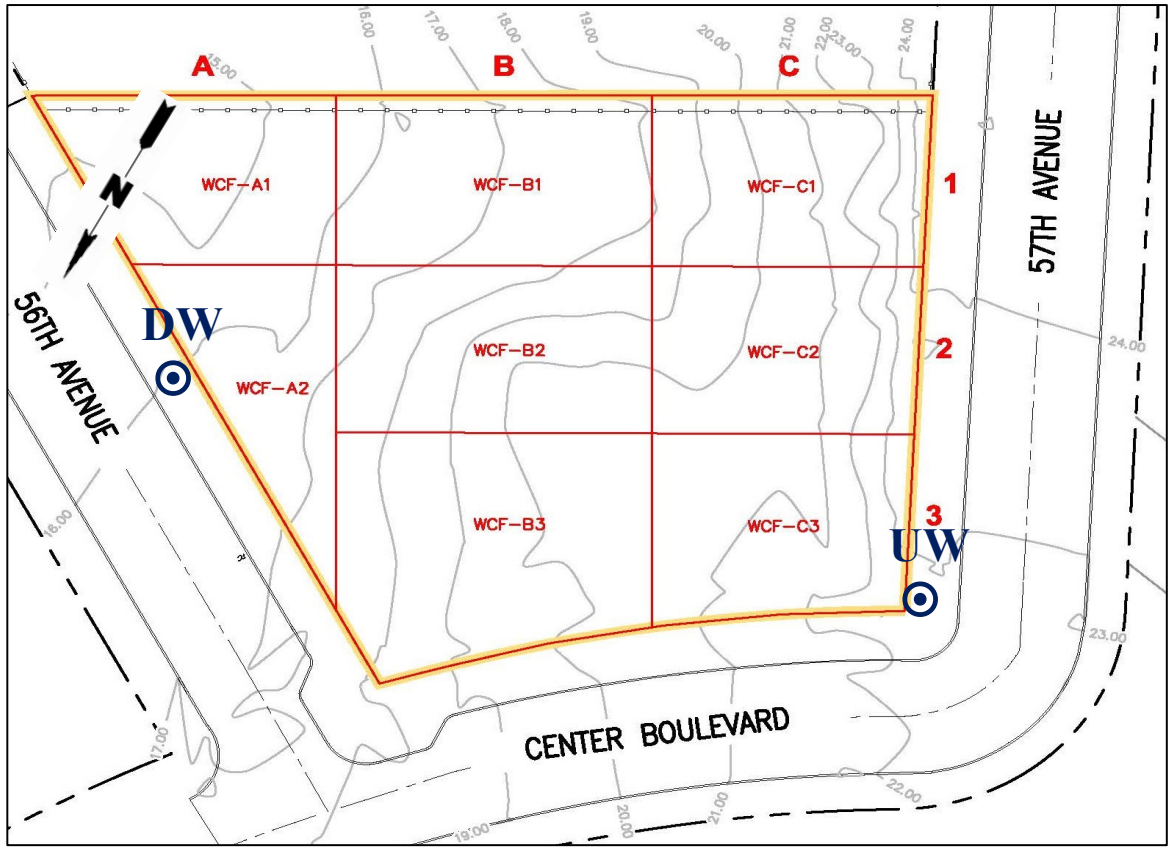 16.00
17.00
18.00
19.00
20.00
21.00
22.00
23.00
24.00
A
15.00
B
C
N
WCF-A1
WCF-B1
WCF-C1
1
57TH AVENUE
56TH AVENUE
DW
WCF-A2
WCF-B2
WCF-C2
2
24.00
16.00
WCF-B3
WCF-C3
3
UW
23.00
17.00
CENTER BOULEVARD
22.00
21.00
20.00
19.00